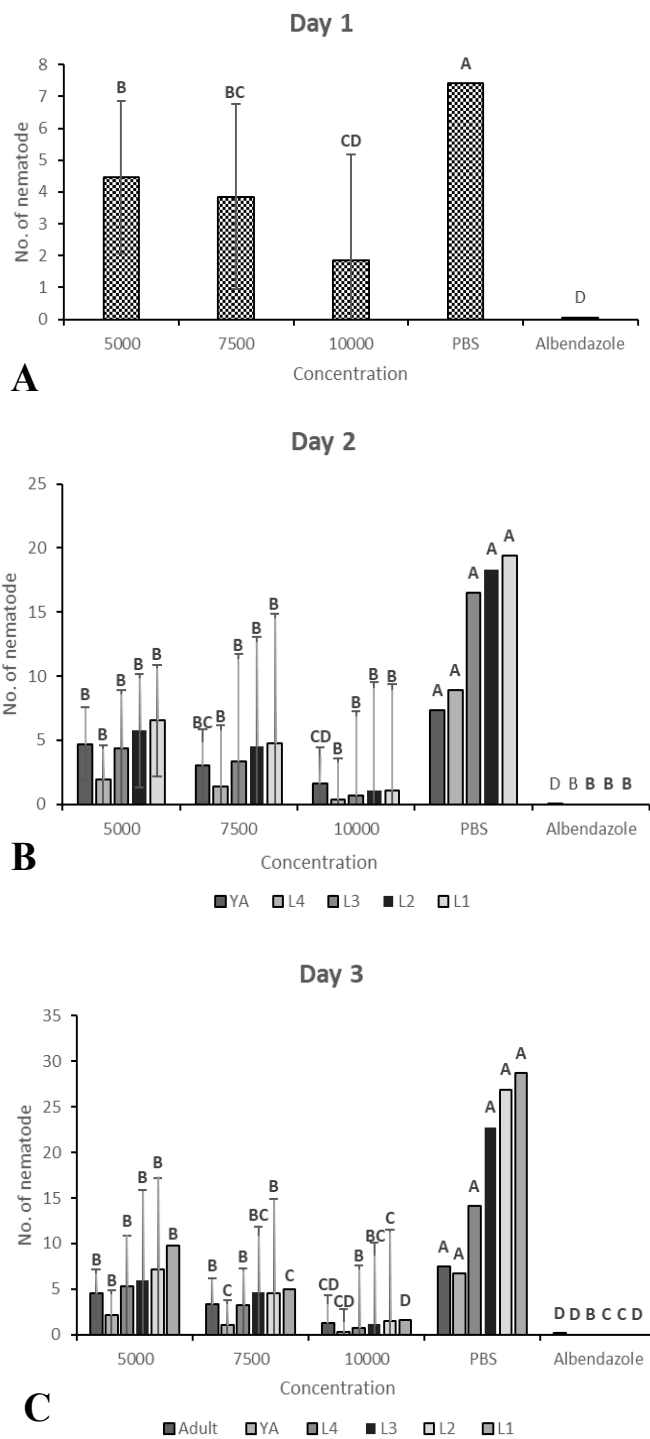 Day 1
8
7
6
5
4
3
2
1
0
No. of nematode
B
BC
CD
A
D
5000 7500 10000 PBS Albendazole
Concentration
A
Day 2
25
20
15
10
5
0
No. of nematode
B B B B B
BC B B B B
CD B B B B
A A A A A
D B B B B
5000 7500 10000 PBS Albendazole
Concentration
B
YA L4 L3 L2 L1
Day 3
35
30
25
20
15
10
5
0
No. of nematode
B B B B B B
B C B BC B C
CD CD B BC C D
A A A A A A
D D B C C D
5000 7500 10000 PBS Albendazole
Concentration
C
Adult YA L4 L3 L2 L1